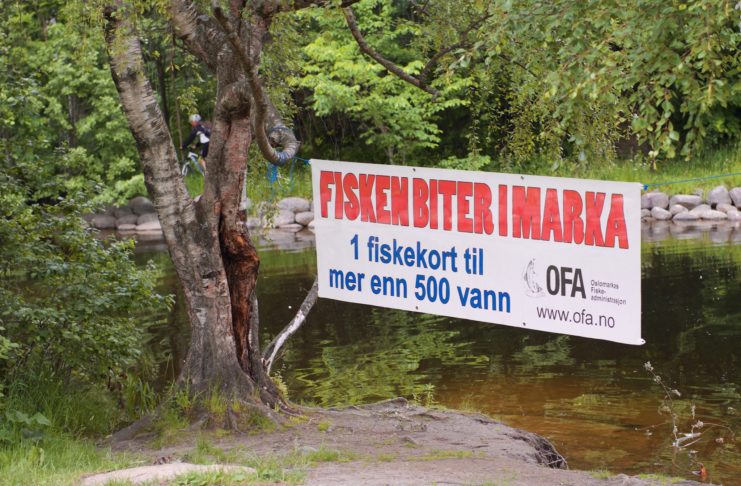 FISKEN BITER I MARKA
1 fiskekort til
mer enn 500 vann
OFA
Oslomarkas
Fiske-
administrasjon
www.ofa.no